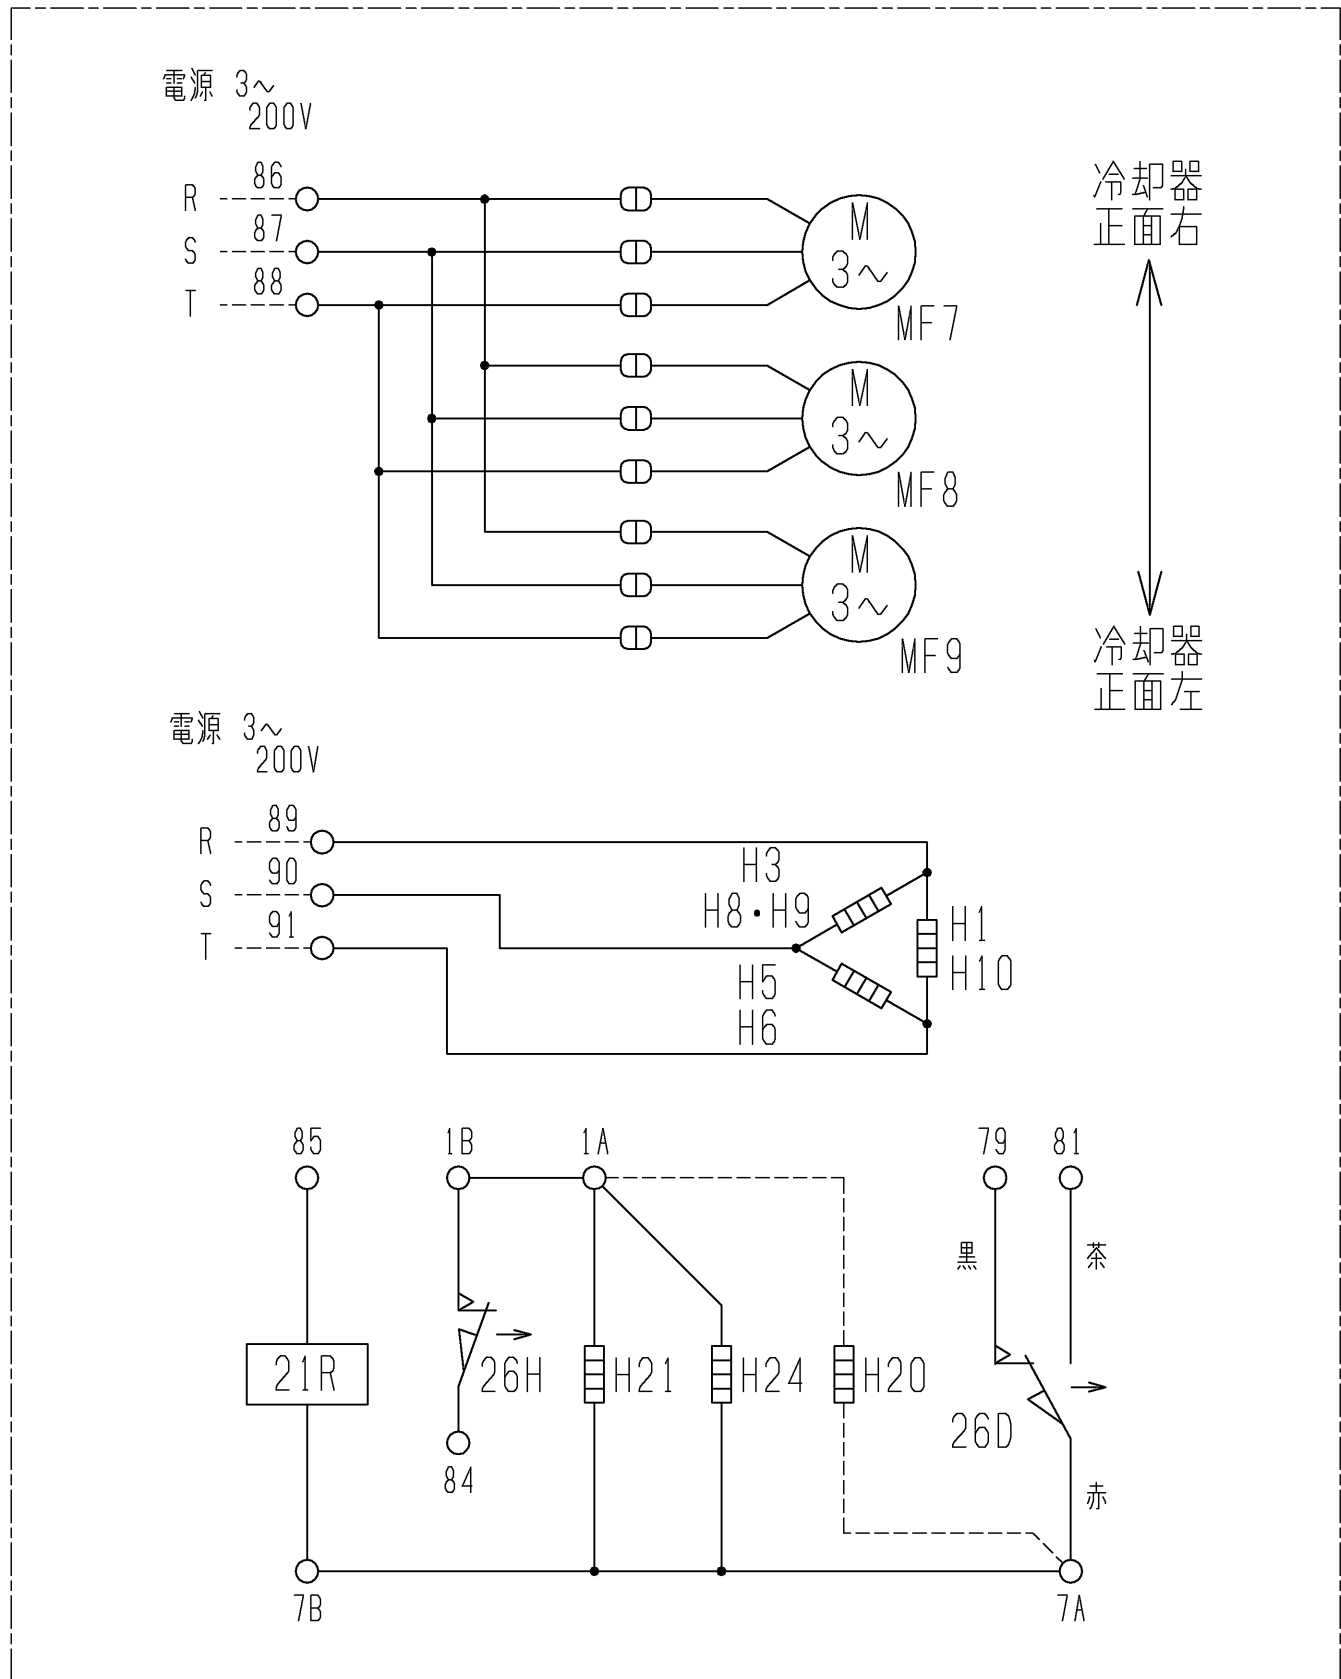 電源 3～
200V
R 86
S 87
T 88
M
3～
MF7
M
3～
MF8
M
3～
MF9
冷却器
正面右
冷却器
正面左
電源 3～
200V
R 89
S 90
T 91
H3
H8・H9
H1
H10
H5
H6
85
1B
1A
79
81
黒
茶
21R
26H
H21
H24
H20
26D
84
赤
7B
7A